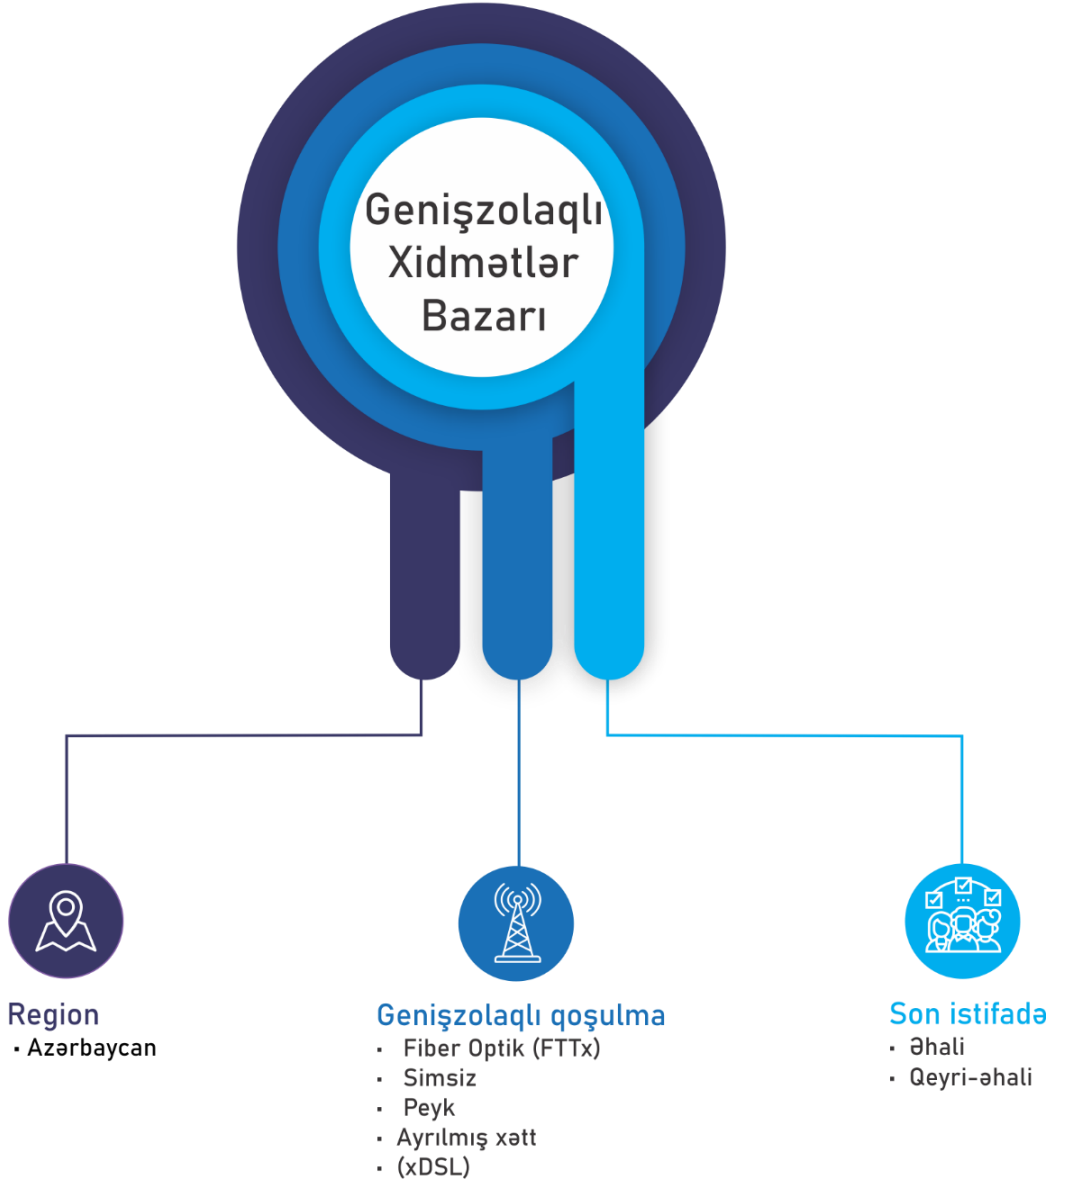 Genişzolaqlı
Xidmətlər
Bazarı
Region
· Azərbaycan
Genişzolaqlı qoşulma
· Fiber Optik (FTTx)
· Simsiz
· Peyk
· Ayrılmış xətt
· (xDSL)
Son istifadə
· Əhali
· Qeyri-əhali